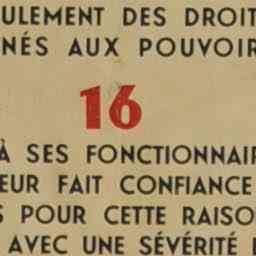 ULEMENT DES DROIT
NÉS AUX POUVOIR
16
À SES FONCTIONNAIR
EUR FAIT CONFIANCE
S POUR CETTE RAISO
AVEC UNE SÉVÉRITÉ